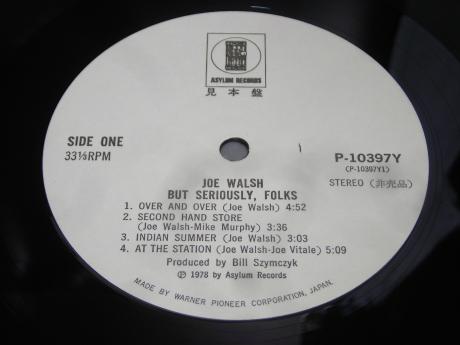 ASYLUM RECORDS
見本盤
SIDE ONE
33⅓RPM
P-10397Y
(P-10397Y1)
STEREO (非売品)
JOE WALSH
BUT SERIOUSLY, FOLKS
1. OVER AND OVER (Joe Walsh) 4:52
2. SECOND HAND STORE
(Joe Walsh-Mike Murphy) 3:36
3. INDIAN SUMMER (Joe Walsh) 3:03
4. AT THE STATION (Joe Walsh-Joe Vitale) 5:09
Produced by Bill Szymczyk
Ⓟ 1978 by Asylum Records
MADE BY WARNER PIONEER CORPORATION, JAPAN.